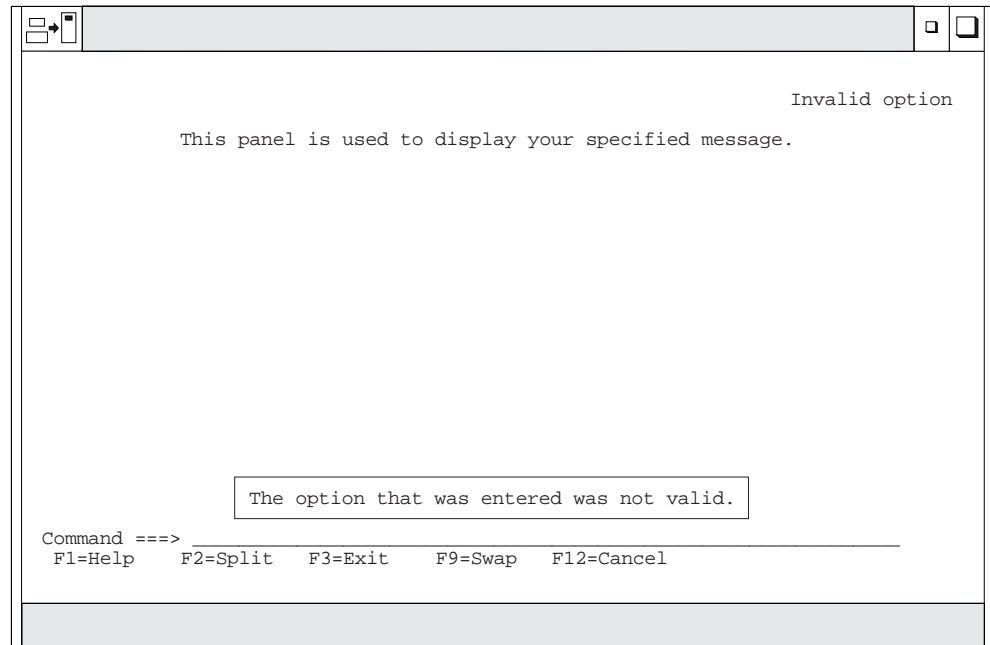 Invalid option
This panel is used to display your specified message.
The option that was entered was not valid.
Command ===> ______________________________________________________________
F1=Help F2=Split F3=Exit F9=Swap F12=Cancel